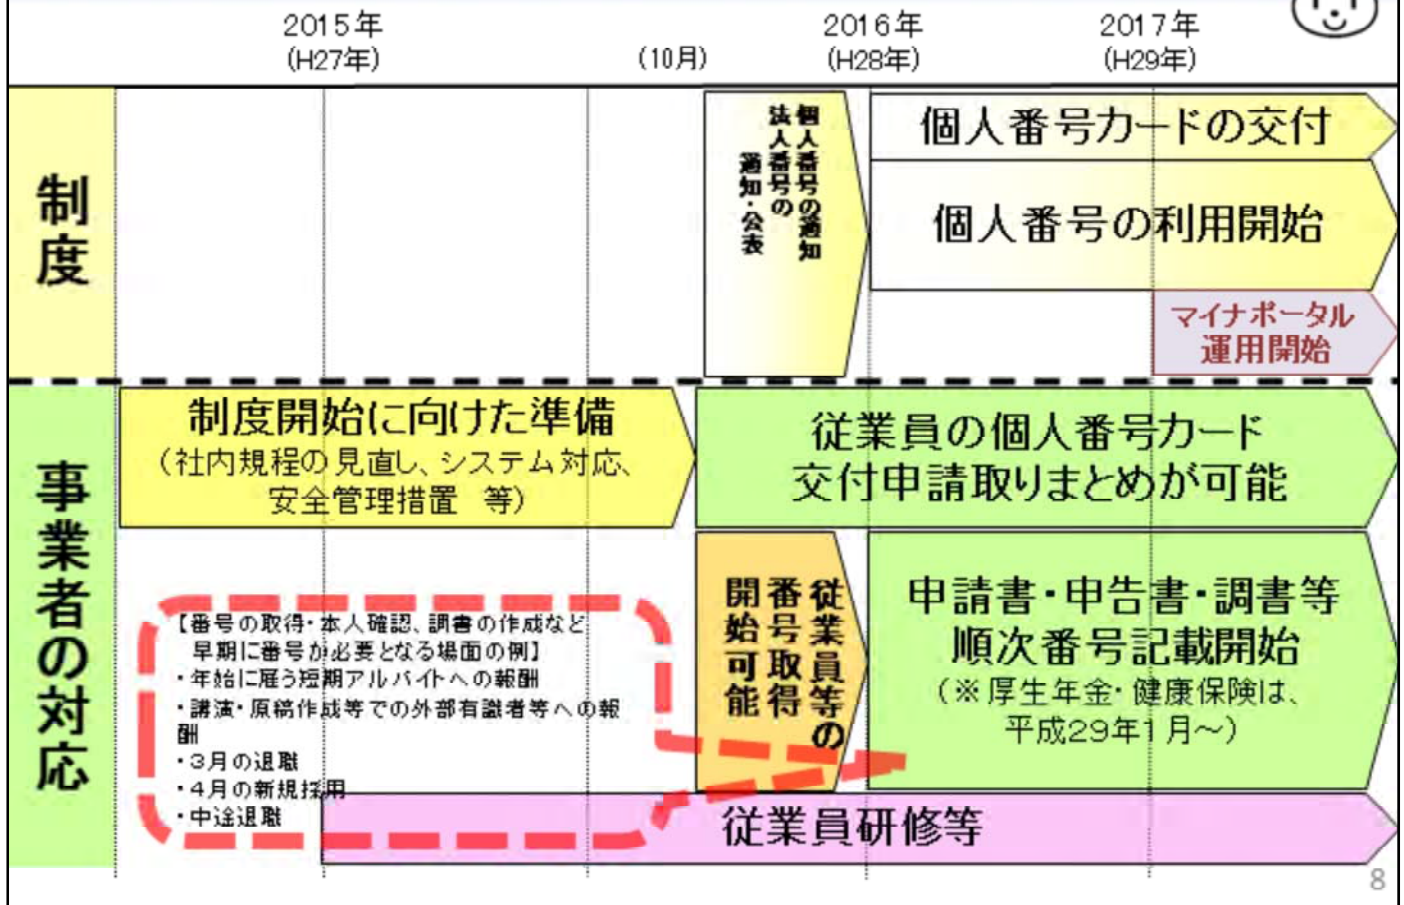 2015年
(H27年)
(10月)
2016年
(H28年)
2017年
(H29年)
制度
個人番号の通知
法人番号の
通知・公表
個人番号カードの交付
個人番号の利用開始
マイナポータル
運用開始
事業者の対応
制度開始に向けた準備
（社内規程の見直し、システム対応、
安全管理措置　等）
従業員の個人番号カード
交付申請取りまとめが可能
【番号の取得・本人確認、調書の作成など
早期に番号が必要となる場面の例】
・年始に雇う短期アルバイトへの報酬
・講演・原稿作成等での外部有識者等への報
酬
・3月の退職
・4月の新規採用
・中途退職
従業員等の
番号取得
開始可能
申請書・申告書・調書等
順次番号記載開始
（※厚生年金・健康保険は、
平成29年1月～）
従業員研修等
8